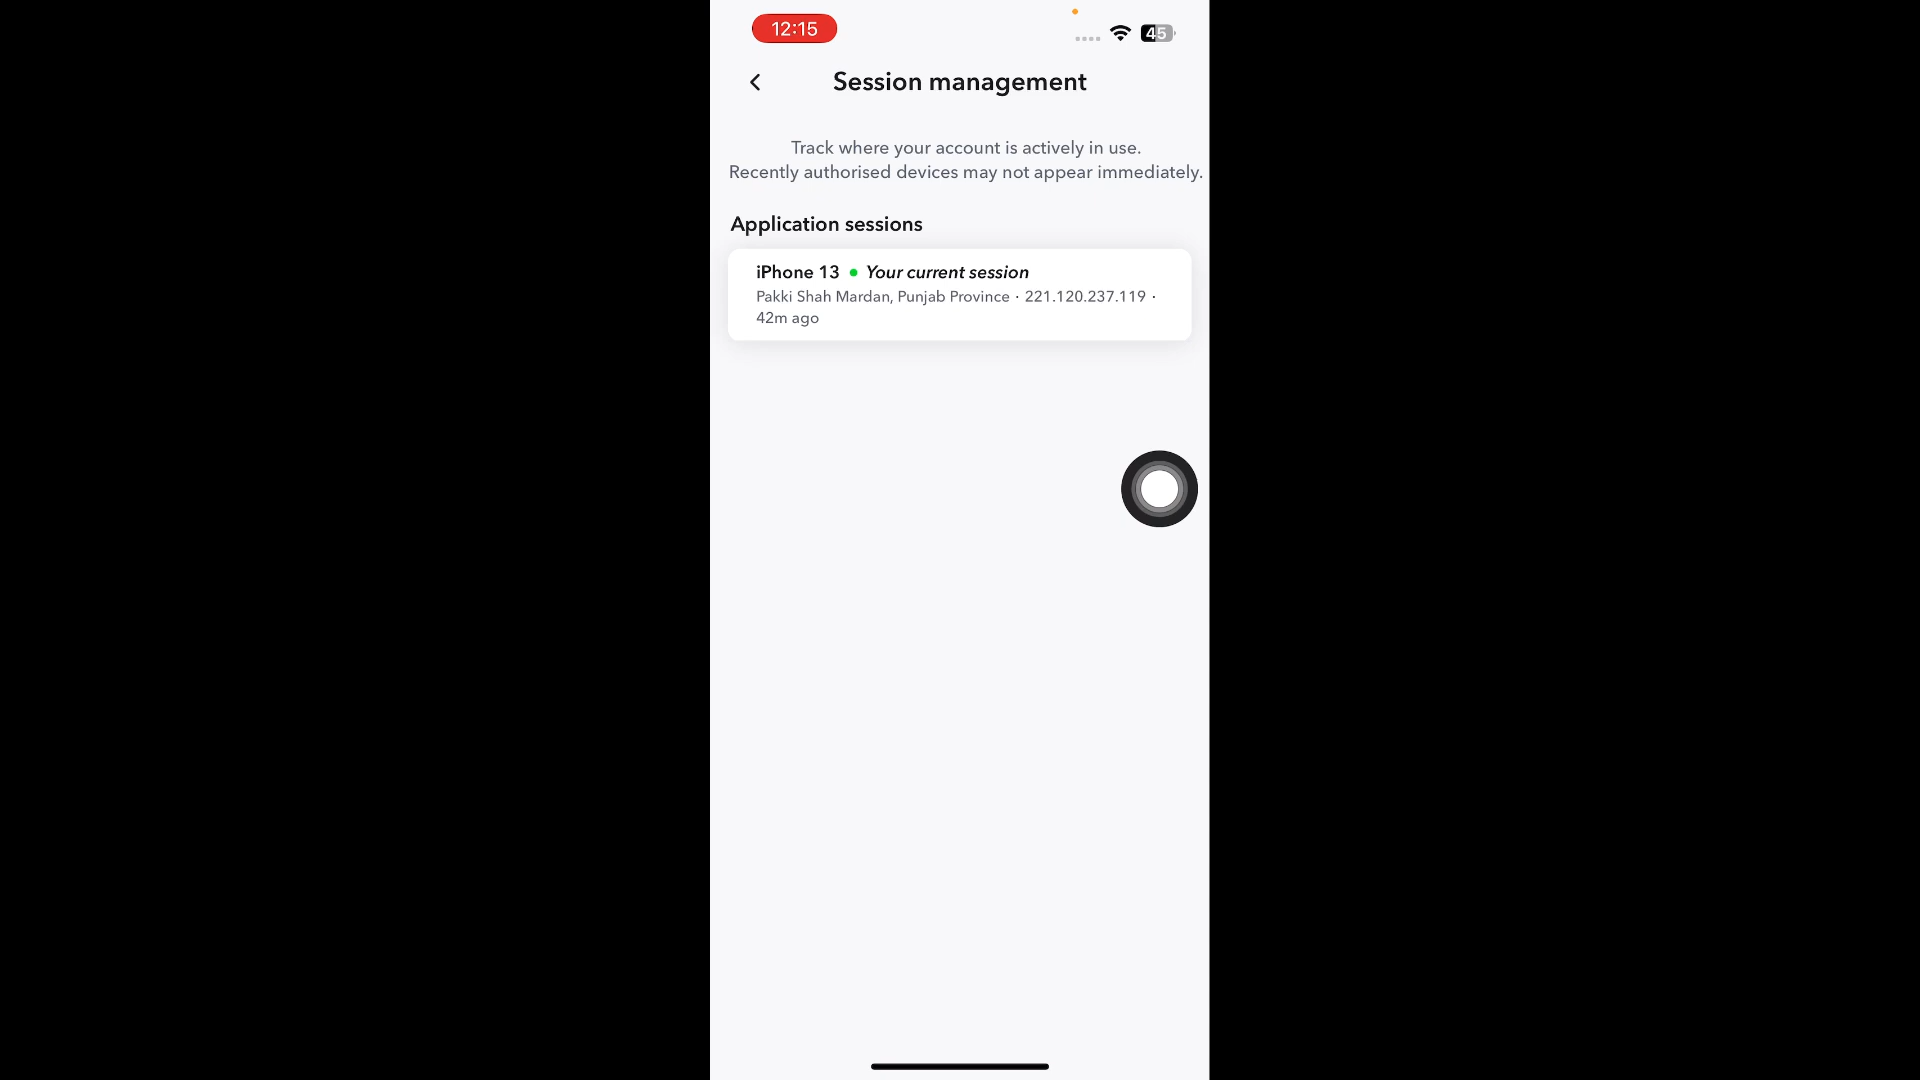 12:15
45
Session management
Track where your account is actively in use.
Recently authorised devices may not appear immediately.
Application sessions
iPhone 13 • Your current session
Pakki Shah Mardan, Punjab Province · 221.120.237.119 ·
42m ago